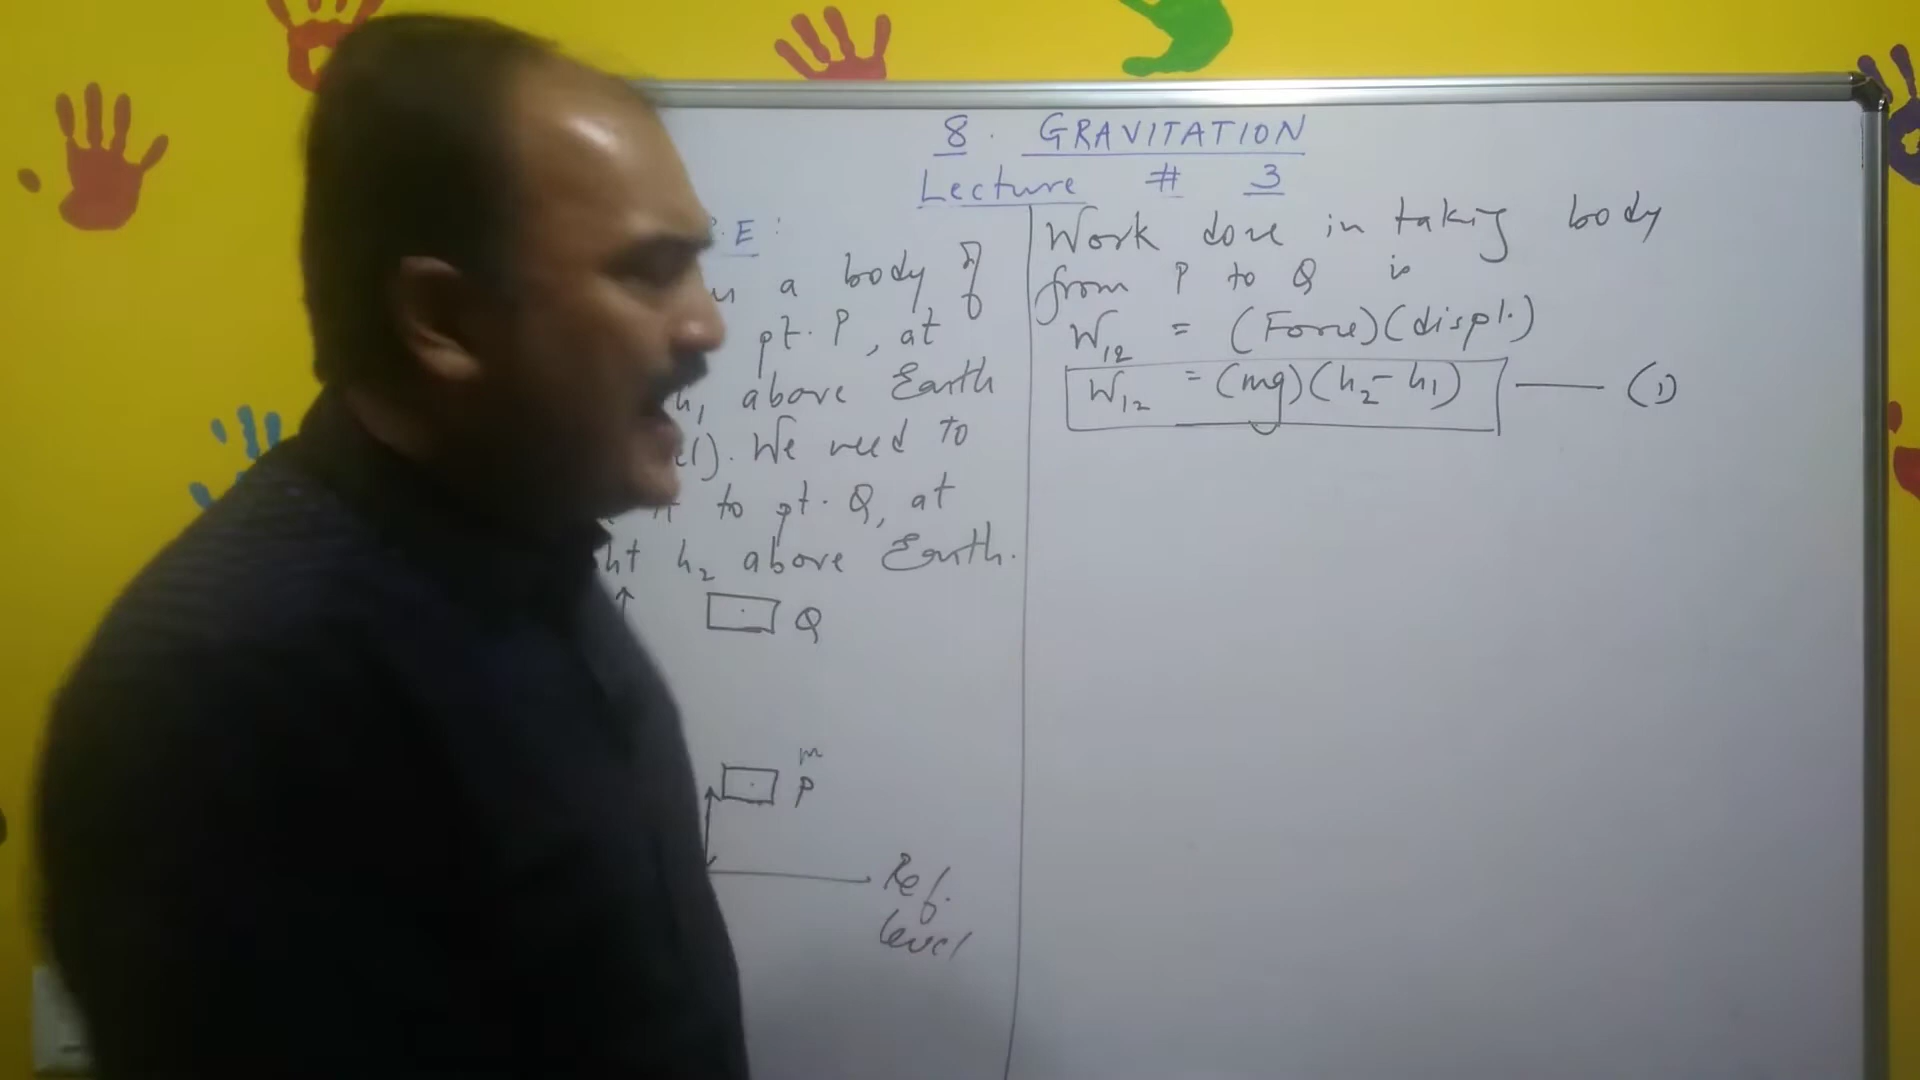 8. GRAVITATION
Lecture # 3
P.E:
a body of
pt. P, at
h₁ above Earth
We need to
to pt. Q, at
h₂ above Earth.
Q
m
P
Ref.
level
Work done in taking body
from P to Q is
W₁₂ = (Force)(displ.)
W₁₂ = (mg)(h₂-h₁) —— (1)